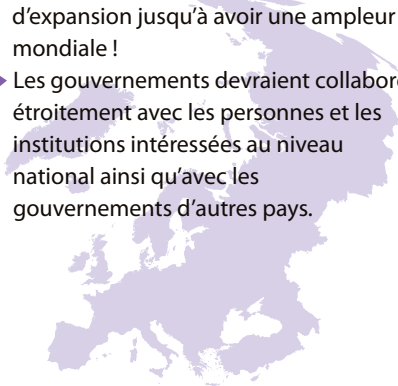 d’expansion jusqu’à avoir une ampleur
mondiale !
Les gouvernements devraient collabor
étroitement avec les personnes et les
institutions intéressées au niveau
national ainsi qu’avec les
gouvernements d’autres pays.